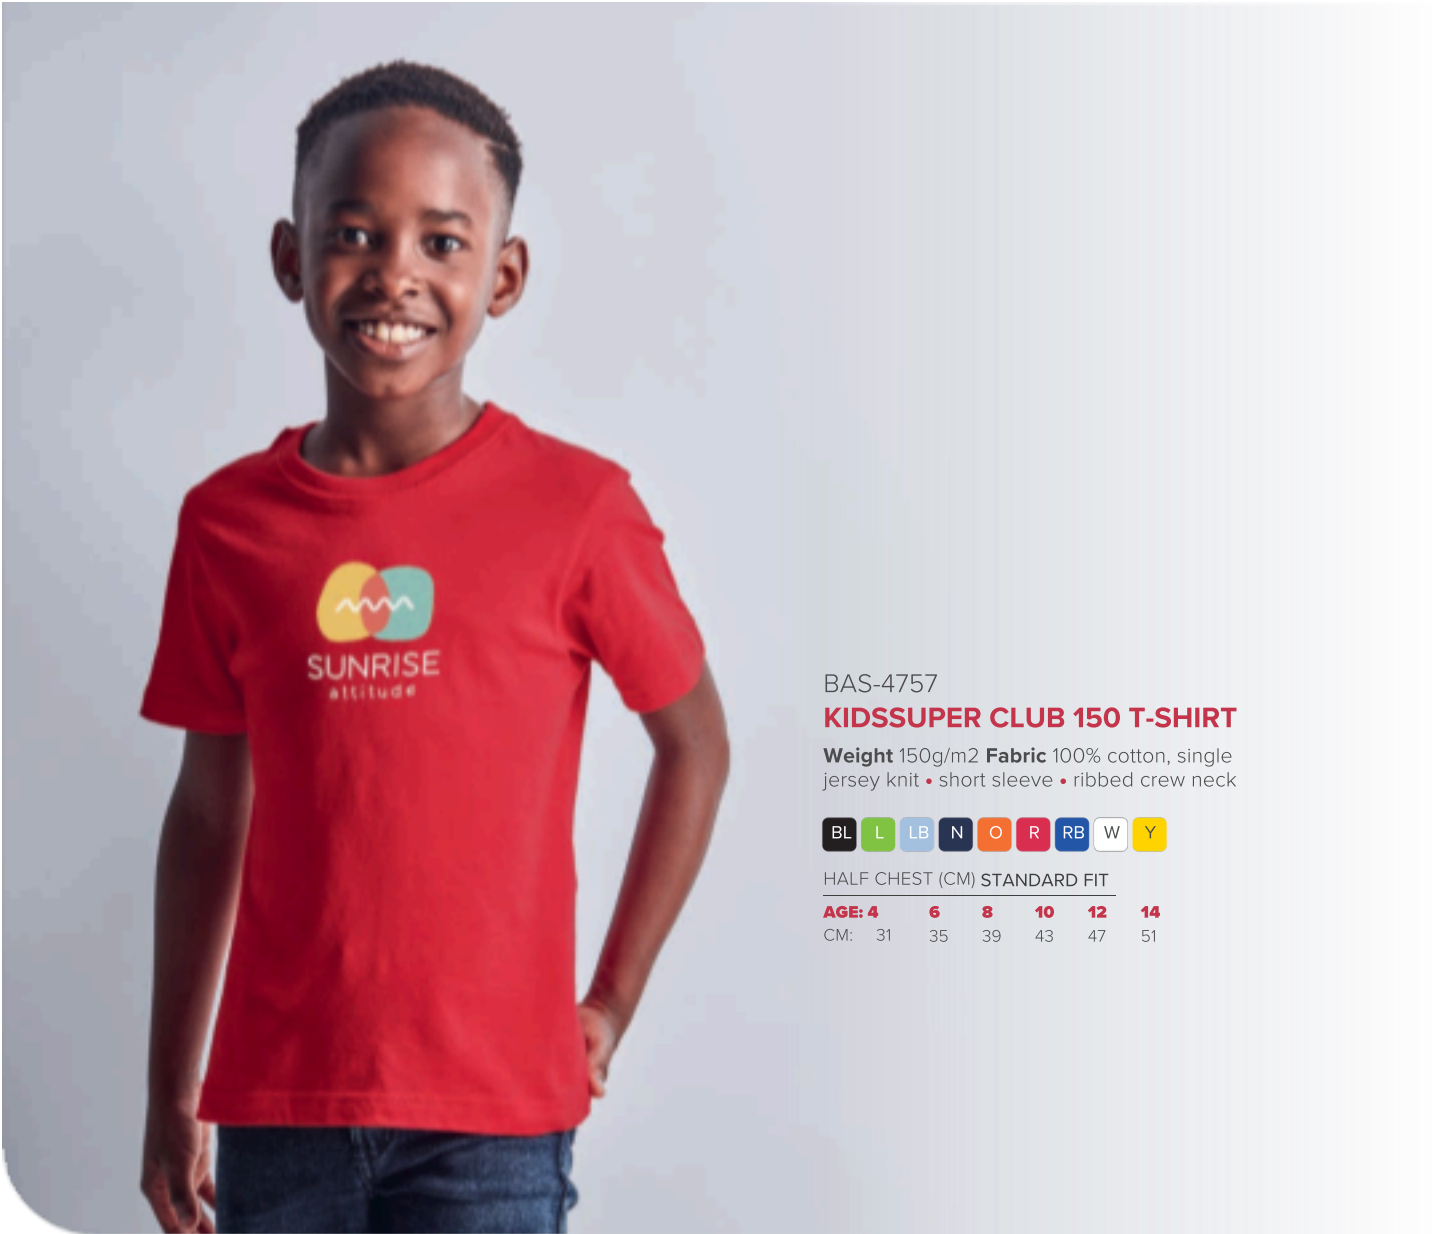 SUNRISE
altitude
BAS-4757
KIDSSUPER CLUB 150 T-SHIRT
Weight 150g/m2 Fabric 100% cotton, single
jersey knit • short sleeve • ribbed crew neck
BL L LB N O R RB W Y
HALF CHEST (CM) STANDARD FIT
AGE: 4 6 8 10 12 14
CM: 31 35 39 43 47 51